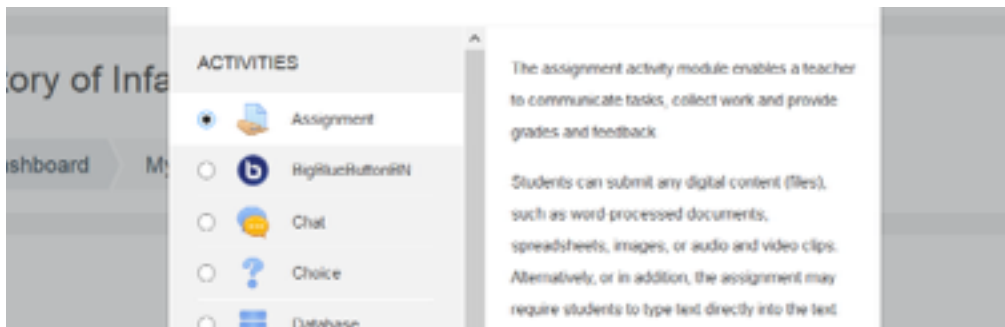 ory of Infa
ashboard
My
ACTIVITIES
Assignment
BigBlueButtonBN
Chat
Choice
Database
The assignment activity module enables a teacher
to communicate tasks, collect work and provide
grades and feedback
Students can submit any digital content (files),
such as word-processed documents,
spreadsheets, images, or audio and video clips.
Alternatively, or in addition, the assignment may
require students to type text directly into the text